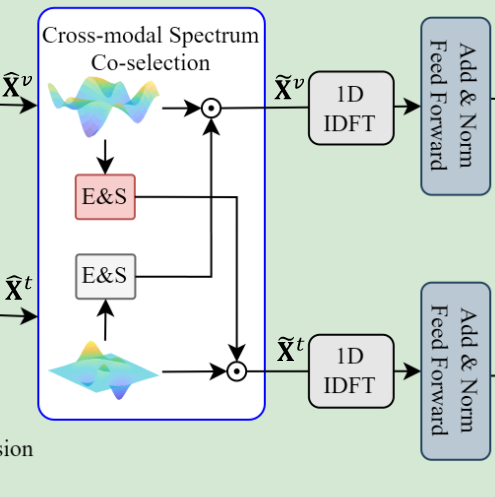 Cross-modal Spectrum
Co-selection
X̂ᵛ
X̃ᵛ
1D
IDFT
Add & Norm
Feed Forward
E&S
E&S
X̂ᵗ
X̃ᵗ
1D
IDFT
Add & Norm
Feed Forward
sion